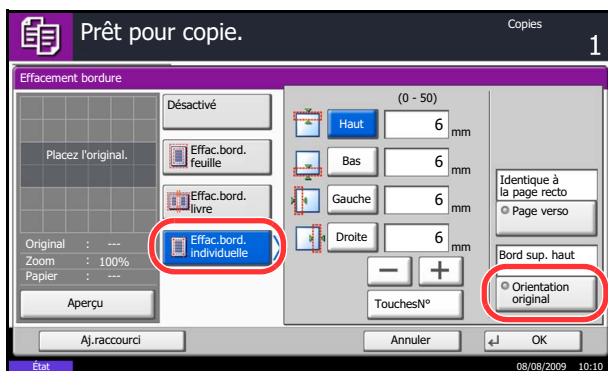 Prêt pour copie.
Copies
1
Effacement bordure
Placez l'original.
Original : ---
Zoom : 100%
Papier : ---
Aperçu
Désactivé
Effac.bord.
feuille
Effac.bord.
livre
Effac.bord.
individuelle
(0 - 50)
Haut 6 mm
Bas 6 mm
Gauche 6 mm
Droite 6 mm
− +
TouchesN°
Identique à
la page recto
Page verso
Bord sup. haut
Orientation
original
Aj.raccourci
Annuler
OK
État
08/08/2009 10:10